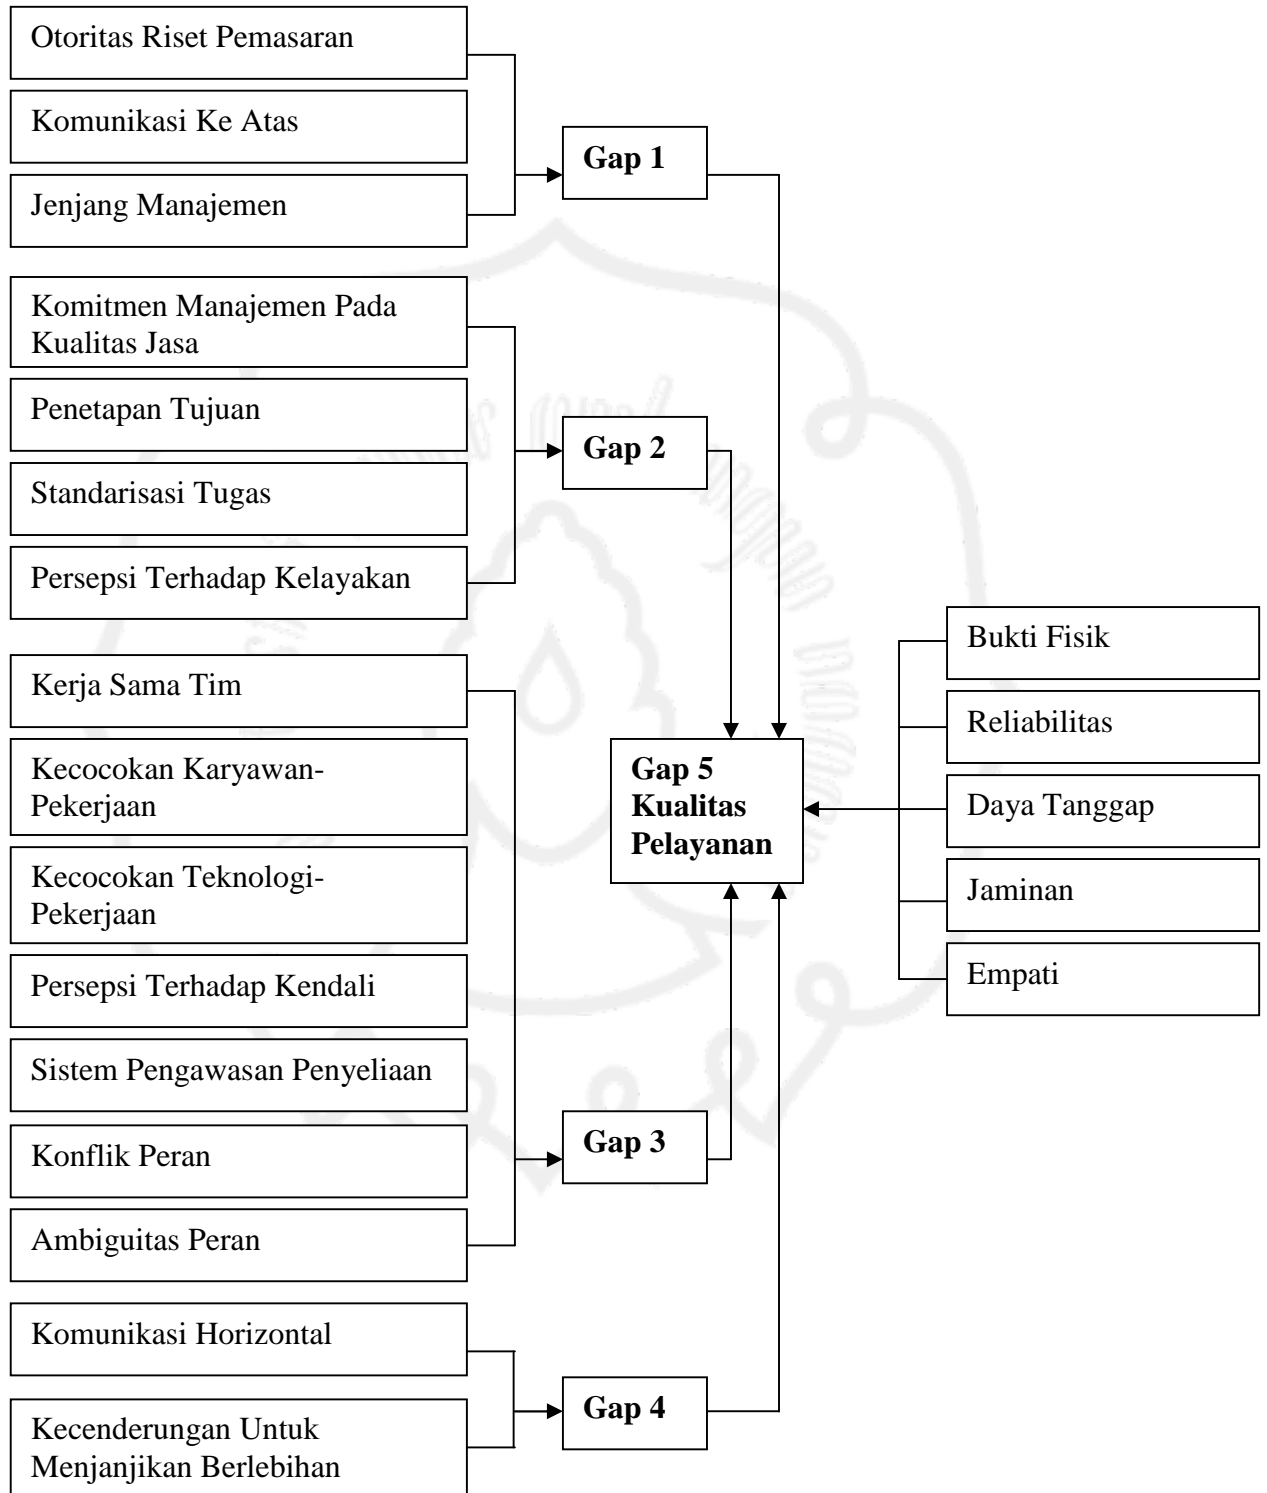 Otoritas Riset Pemasaran
Komunikasi Ke Atas
Jenjang Manajemen
Gap 1
Komitmen Manajemen Pada
Kualitas Jasa
Penetapan Tujuan
Standarisasi Tugas
Persepsi Terhadap Kelayakan
Gap 2
Kerja Sama Tim
Kecocokan Karyawan-
Pekerjaan
Kecocokan Teknologi-
Pekerjaan
Persepsi Terhadap Kendali
Sistem Pengawasan Penyeliaan
Konflik Peran
Ambiguitas Peran
Gap 3
Komunikasi Horizontal
Kecenderungan Untuk
Menjanjikan Berlebihan
Gap 4
Gap 5
Kualitas
Pelayanan
Bukti Fisik
Reliabilitas
Daya Tanggap
Jaminan
Empati